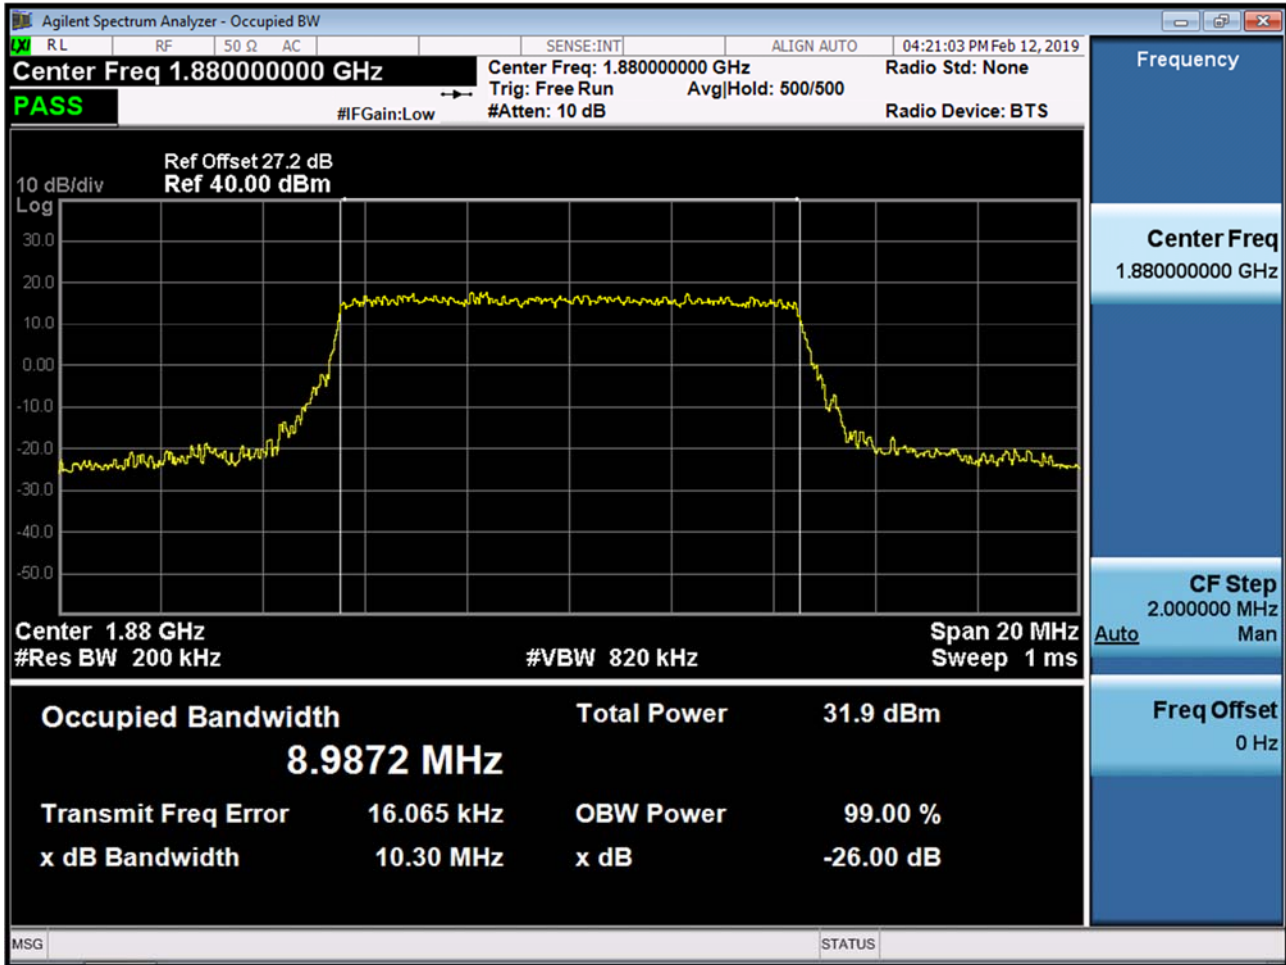 Agilent Spectrum Analyzer - Occupied BW
LXI RL RF 50 Ω AC SENSE:INT ALIGN AUTO 04:21:03 PM Feb 12, 2019
Center Freq 1.880000000 GHz
Center Freq: 1.880000000 GHz
Radio Std: None
Trig: Free Run
Avg|Hold: 500/500
PASS
#IFGain:Low
#Atten: 10 dB
Radio Device: BTS
Ref Offset 27.2 dB
10 dB/div
Ref 40.00 dBm
Log
30.0
20.0
10.0
0.00
-10.0
-20.0
-30.0
-40.0
-50.0
Center 1.88 GHz
Span 20 MHz
#Res BW 200 kHz
#VBW 820 kHz
Sweep 1 ms
Occupied Bandwidth
Total Power 31.9 dBm
8.9872 MHz
Transmit Freq Error 16.065 kHz
OBW Power 99.00 %
x dB Bandwidth 10.30 MHz
x dB -26.00 dB
MSG
STATUS
Frequency
Center Freq
1.880000000 GHz
CF Step
2.000000 MHz
Auto Man
Freq Offset
0 Hz